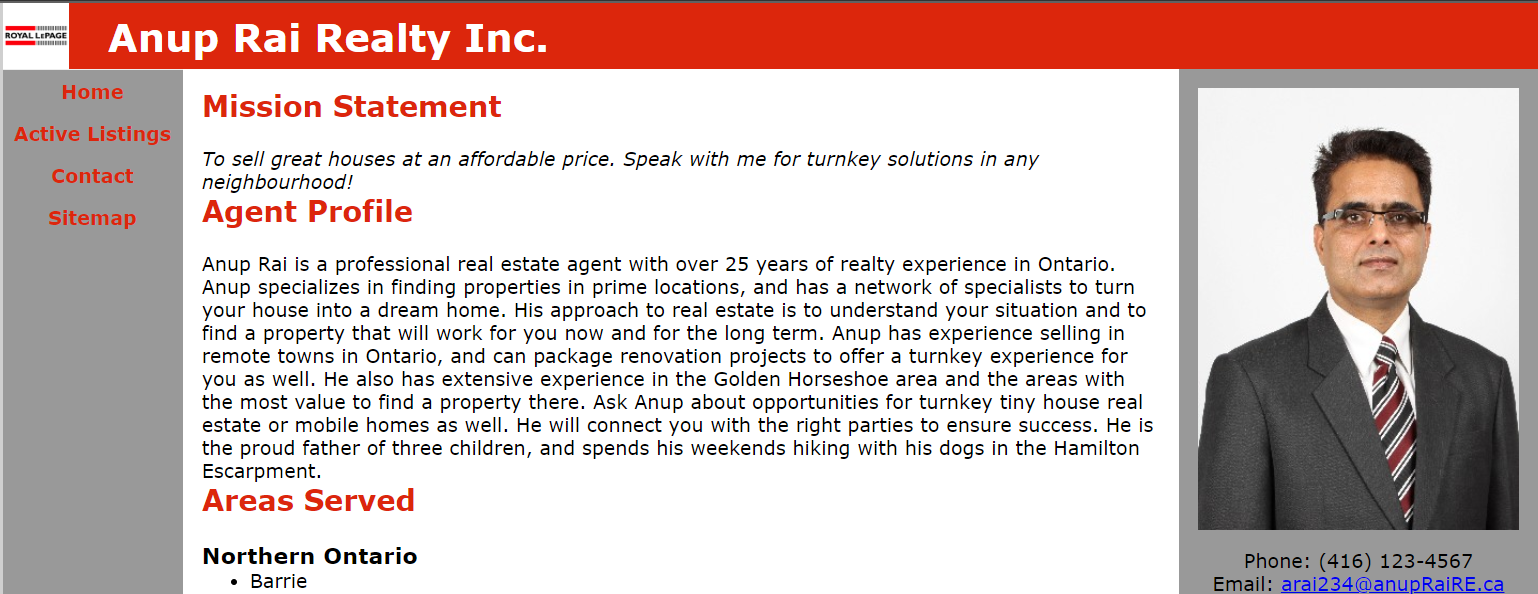 ROYAL LEPAGE
Anup Rai Realty Inc.
Home
Active Listings
Contact
Sitemap
Mission Statement
To sell great houses at an affordable price. Speak with me for turnkey solutions in any
neighbourhood!
Agent Profile
Anup Rai is a professional real estate agent with over 25 years of realty experience in Ontario.
Anup specializes in finding properties in prime locations, and has a network of specialists to turn
your house into a dream home. His approach to real estate is to understand your situation and to
find a property that will work for you now and for the long term. Anup has experience selling in
remote towns in Ontario, and can package renovation projects to offer a turnkey experience for
you as well. He also has extensive experience in the Golden Horseshoe area and the areas with
the most value to find a property there. Ask Anup about opportunities for turnkey tiny house real
estate or mobile homes as well. He will connect you with the right parties to ensure success. He is
the proud father of three children, and spends his weekends hiking with his dogs in the Hamilton
Escarpment.
Areas Served
Northern Ontario
• Barrie
Phone: (416) 123-4567
Email: arai234@anupRaiRE.ca